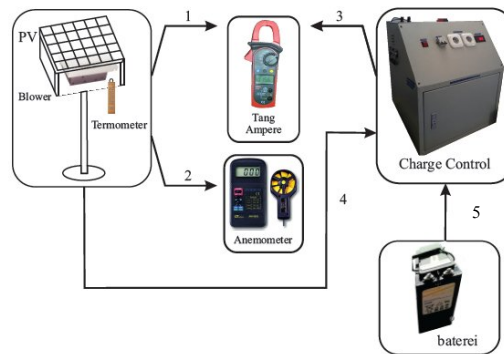 PV
Blower
Termometer
1
2
3
4
5
Tang
Ampere
Anemometer
Charge Control
baterei